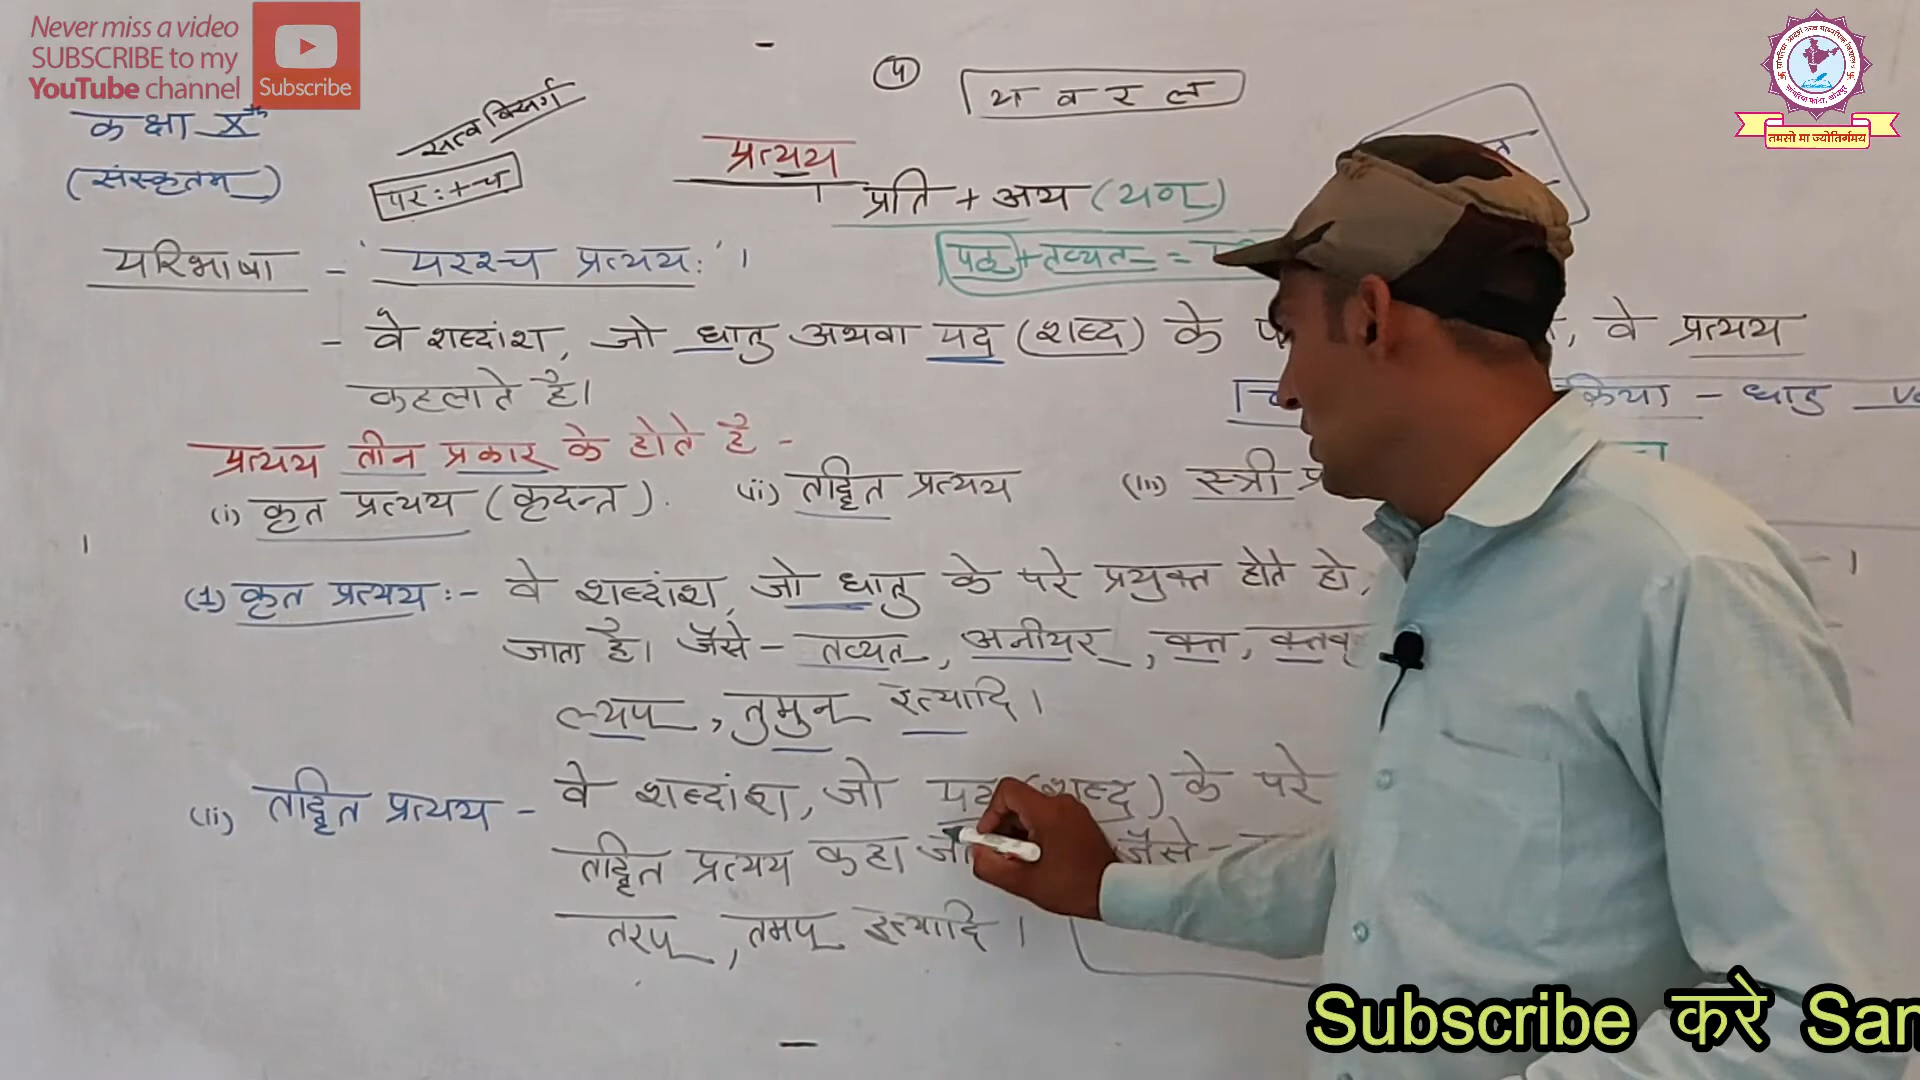 Never miss a video
SUBSCRIBE to my
YouTube channel
Subscribe
कक्षा X
(संस्कृतम)
सत्व विसर्ग
पर: + च
य व र ल
प्रत्यय
प्रति + अय (यण)
परिभाषा - 'परश्च प्रत्यय:' ।
पठ + तव्यत =
- वे शब्दांश, जो धातु अथवा पद (शब्द) के , वे प्रत्यय
कहलाते है।
क्रिया - धातु
प्रत्यय तीन प्रकार के होते है -
(i) कृत प्रत्यय (कृदन्त). (ii) तद्धित प्रत्यय (iii) स्त्री
(1) कृत प्रत्यय :- वे शब्दांश, जो धातु के परे प्रयुक्त होते हो,
जाता है। जैसे - तव्यत, अनीयर, क्त,
ल्यप, तुमुन् इत्यादि।
(ii) तद्धित प्रत्यय - वे शब्दांश, जो (शब्द) के परे
तद्धित प्रत्यय कहा जैसे -
तरप्, तमप् इत्यादि।
तमसो मा ज्योतिर्गमय
Subscribe करे San